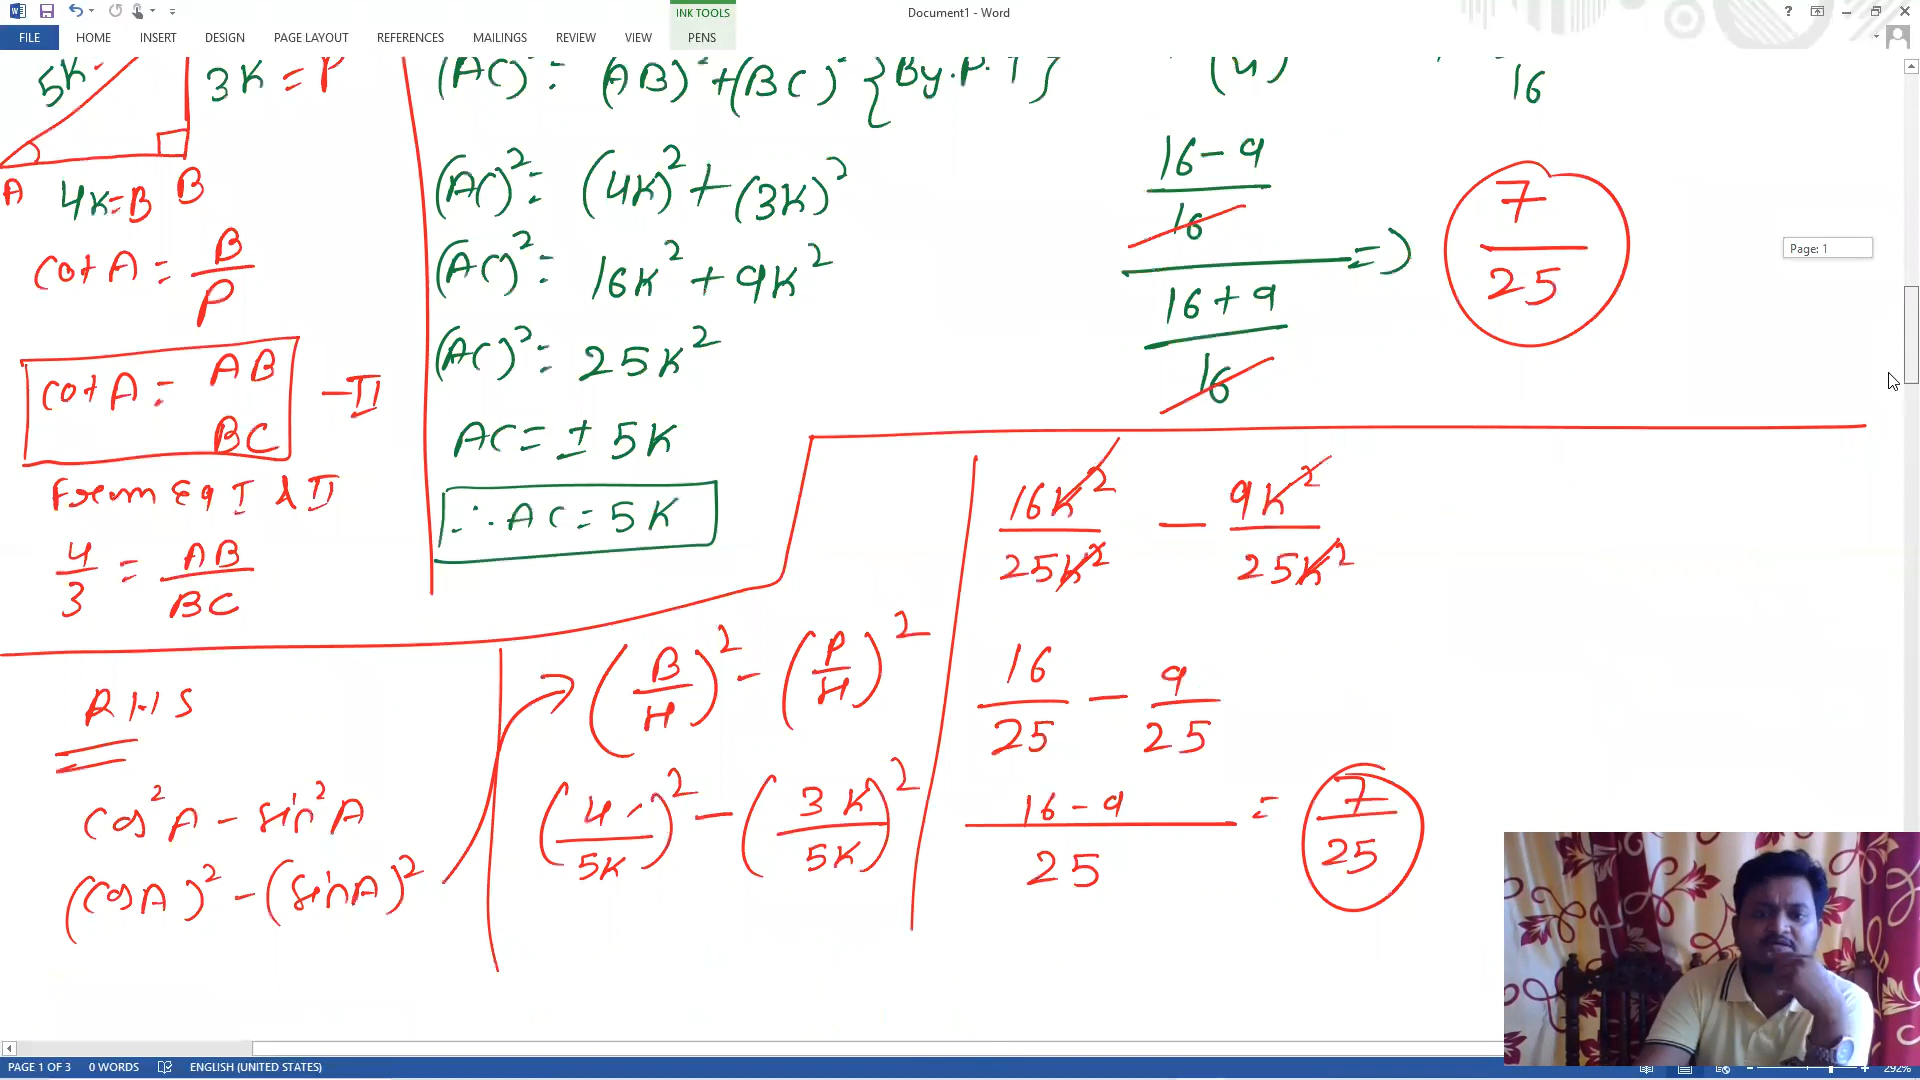 Document1 - Word
INK TOOLS
FILE HOME INSERT DESIGN PAGE LAYOUT REFERENCES MAILINGS REVIEW VIEW PENS
5K
3K = P
A 4K=B B
cot A = B/P
cot A = AB/BC - II
From Eq I & II
4/3 = AB/BC
(AC)² = (AB)² + (BC)² {By.P.T}
(AC)² = (4K)² + (3K)²
(AC)² = 16K² + 9K²
(AC)² = 25K²
AC = ± 5K
∴ AC = 5K
(4)
16
16 - 9
16
16 + 9
16
=> 7/25
Page: 1
RHS
cos²A - sin²A
(cosA)² - (sinA)²
(B/H)² - (P/H)²
(4K/5K)² - (3K/5K)²
16K²/25K² - 9K²/25K²
16/25 - 9/25
16 - 9/25 = 7/25
PAGE 1 OF 3 0 WORDS ENGLISH (UNITED STATES) 292%